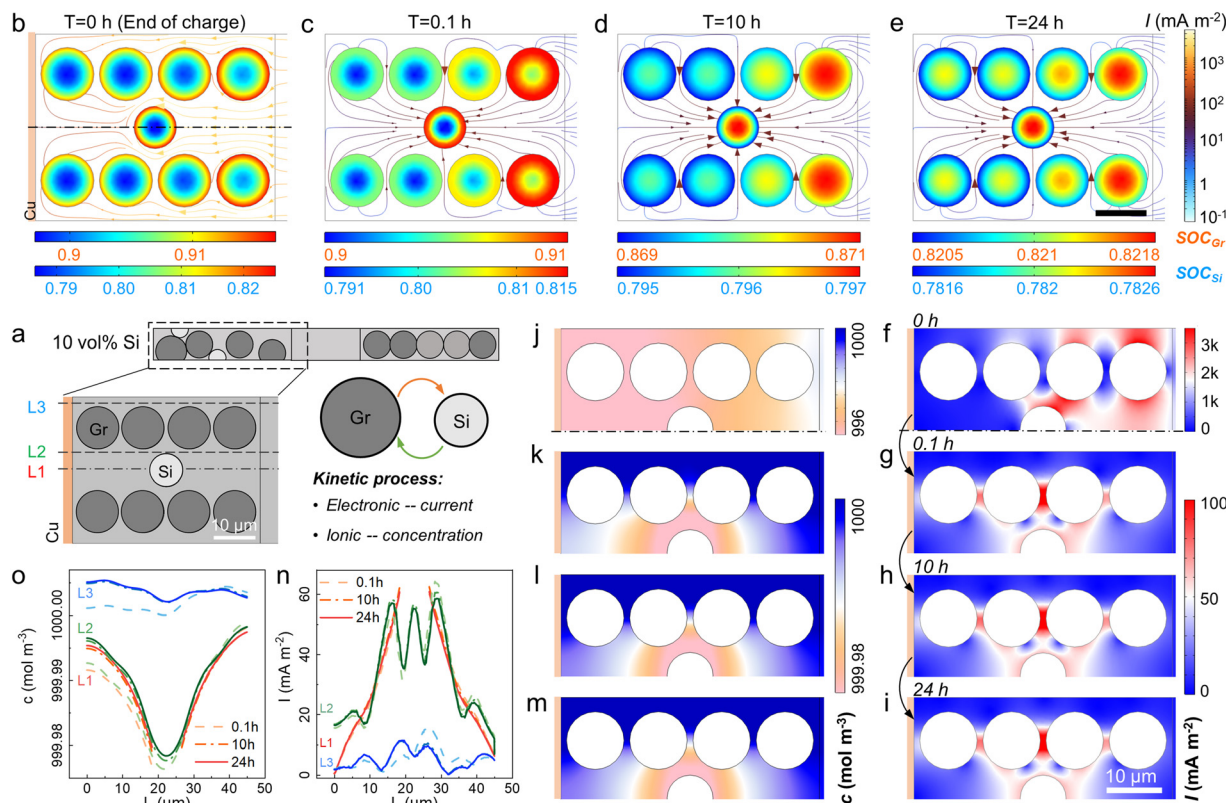 b T=0 h (End of charge)
c T=0.1 h
d T=10 h
e T=24 h
I (mA m⁻²)
10³
10²
10¹
10⁰
10⁻¹
Cu
0.9 0.91
0.79 0.80 0.81 0.82
0.9 0.91
0.791 0.80 0.81 0.815
0.869 0.871
0.795 0.796 0.797
0.8205 0.821 0.8218
0.7816 0.782 0.7826
SOC_Gr
SOC_Si
a
10 vol% Si
L3
L2
L1
Gr
Si
Cu
10 µm
Gr
Si
Kinetic process:
• Electronic -- current
• Ionic -- concentration
j
1000
996
k
1000
l
999.98
m
c (mol m⁻³)
0 h
f
3k
2k
1k
0
0.1 h
g
100
10 h
h
50
24 h
i
0
10 µm
I (mA m⁻²)
o
c (mol m⁻³)
1000.00
999.99
999.98
L3
L2
L1
0.1h
10h
24h
0 10 20 30 40 50
n
I (mA m⁻²)
60
40
20
0
0.1h
10h
24h
L2
L1
L3
0 10 20 30 40 50